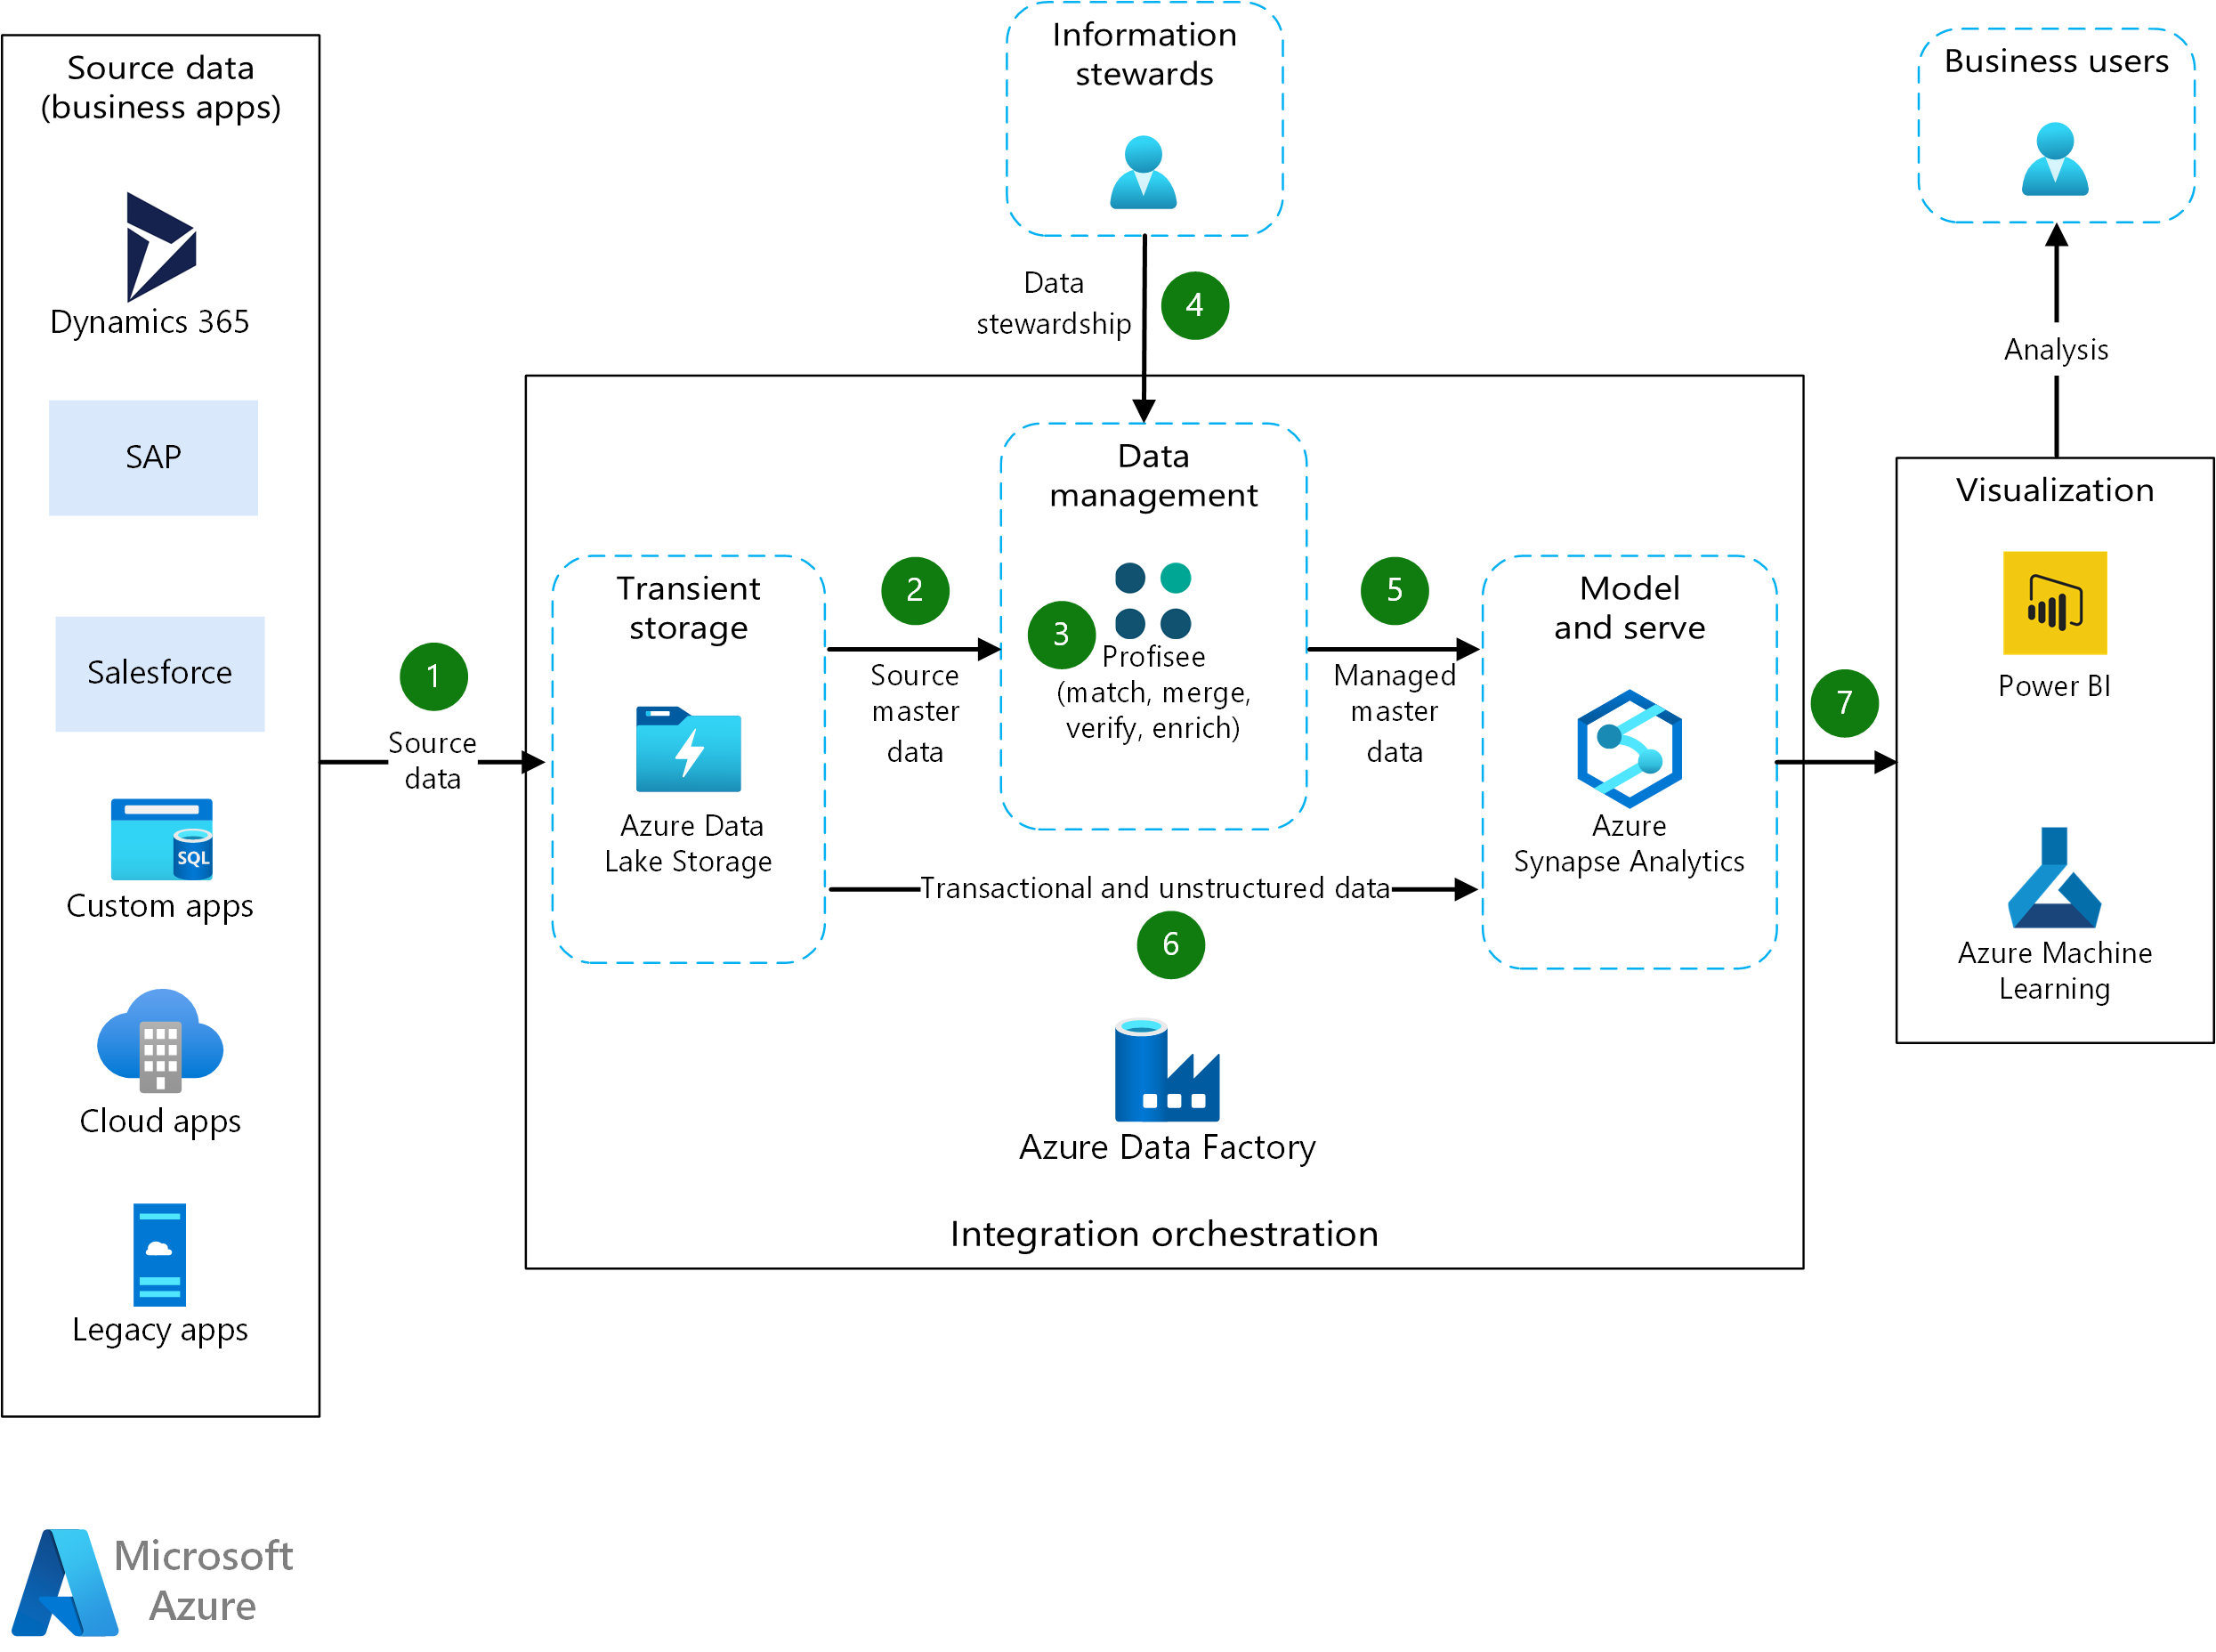 Source data
(business apps)
Dynamics 365
SAP
Salesforce
SQL
Custom apps
Cloud apps
Legacy apps
1
Source
data
Information
stewards
Data
stewardship
4
Transient
storage
Azure Data
Lake Storage
2
Source
master
data
Data
management
3
Profisee
(match, merge,
verify, enrich)
5
Managed
master
data
Model
and serve
Azure
Synapse Analytics
Transactional and unstructured data
6
Azure Data Factory
Integration orchestration
7
Business users
Analysis
Visualization
Power BI
Azure Machine
Learning
Microsoft
Azure